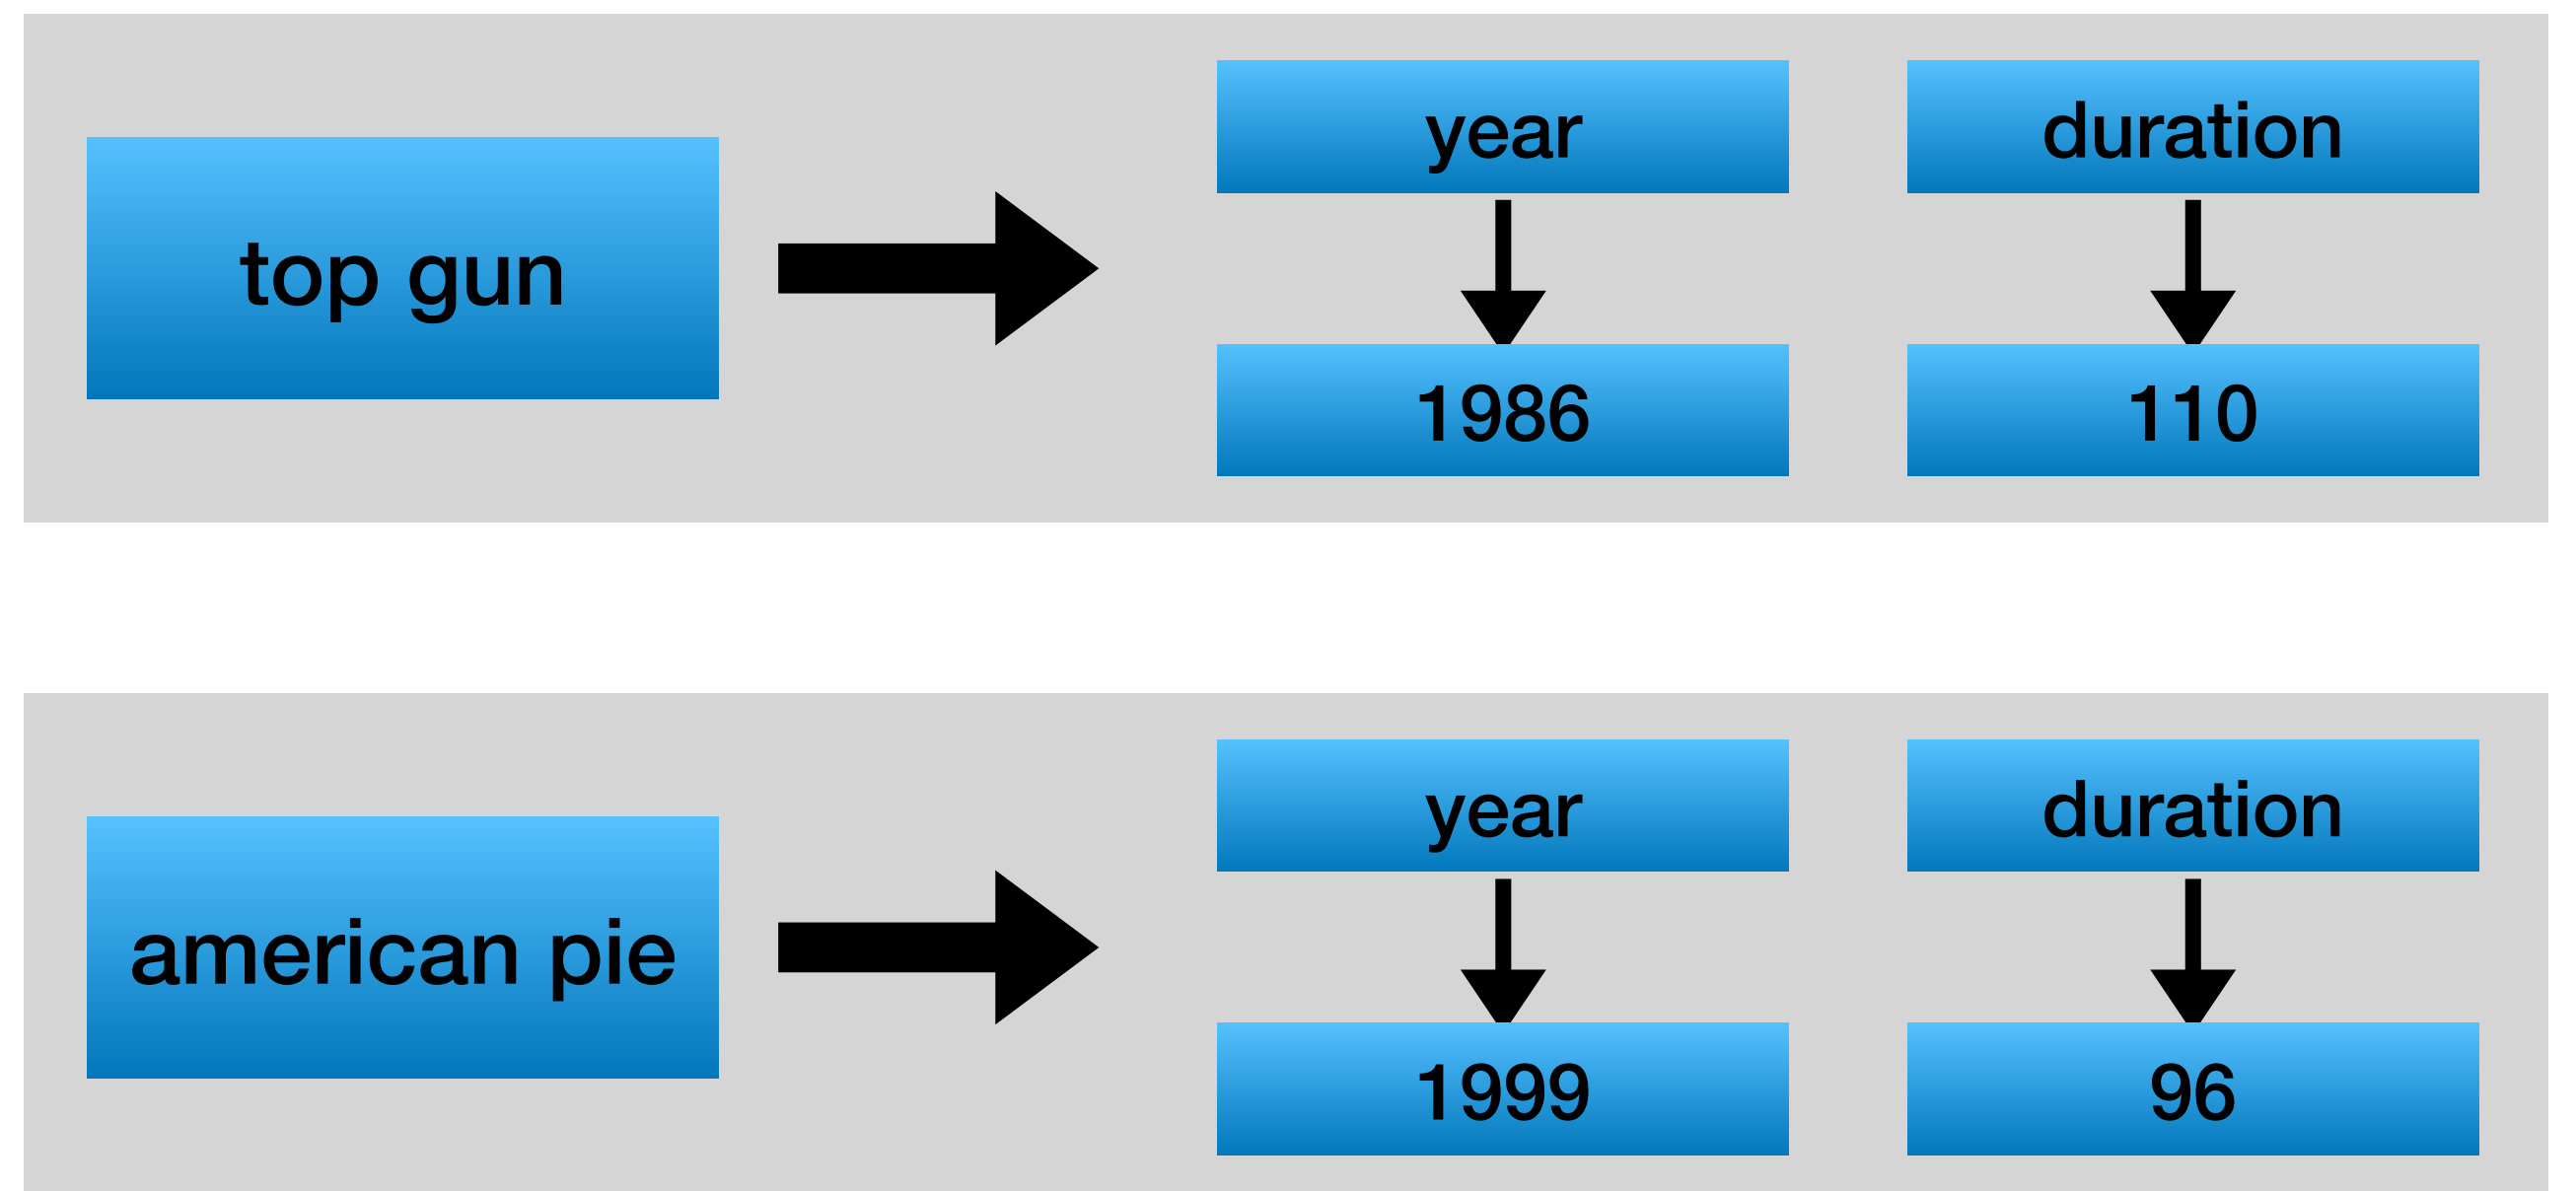 top gun
year
duration
1986
110
american pie
year
duration
1999
96